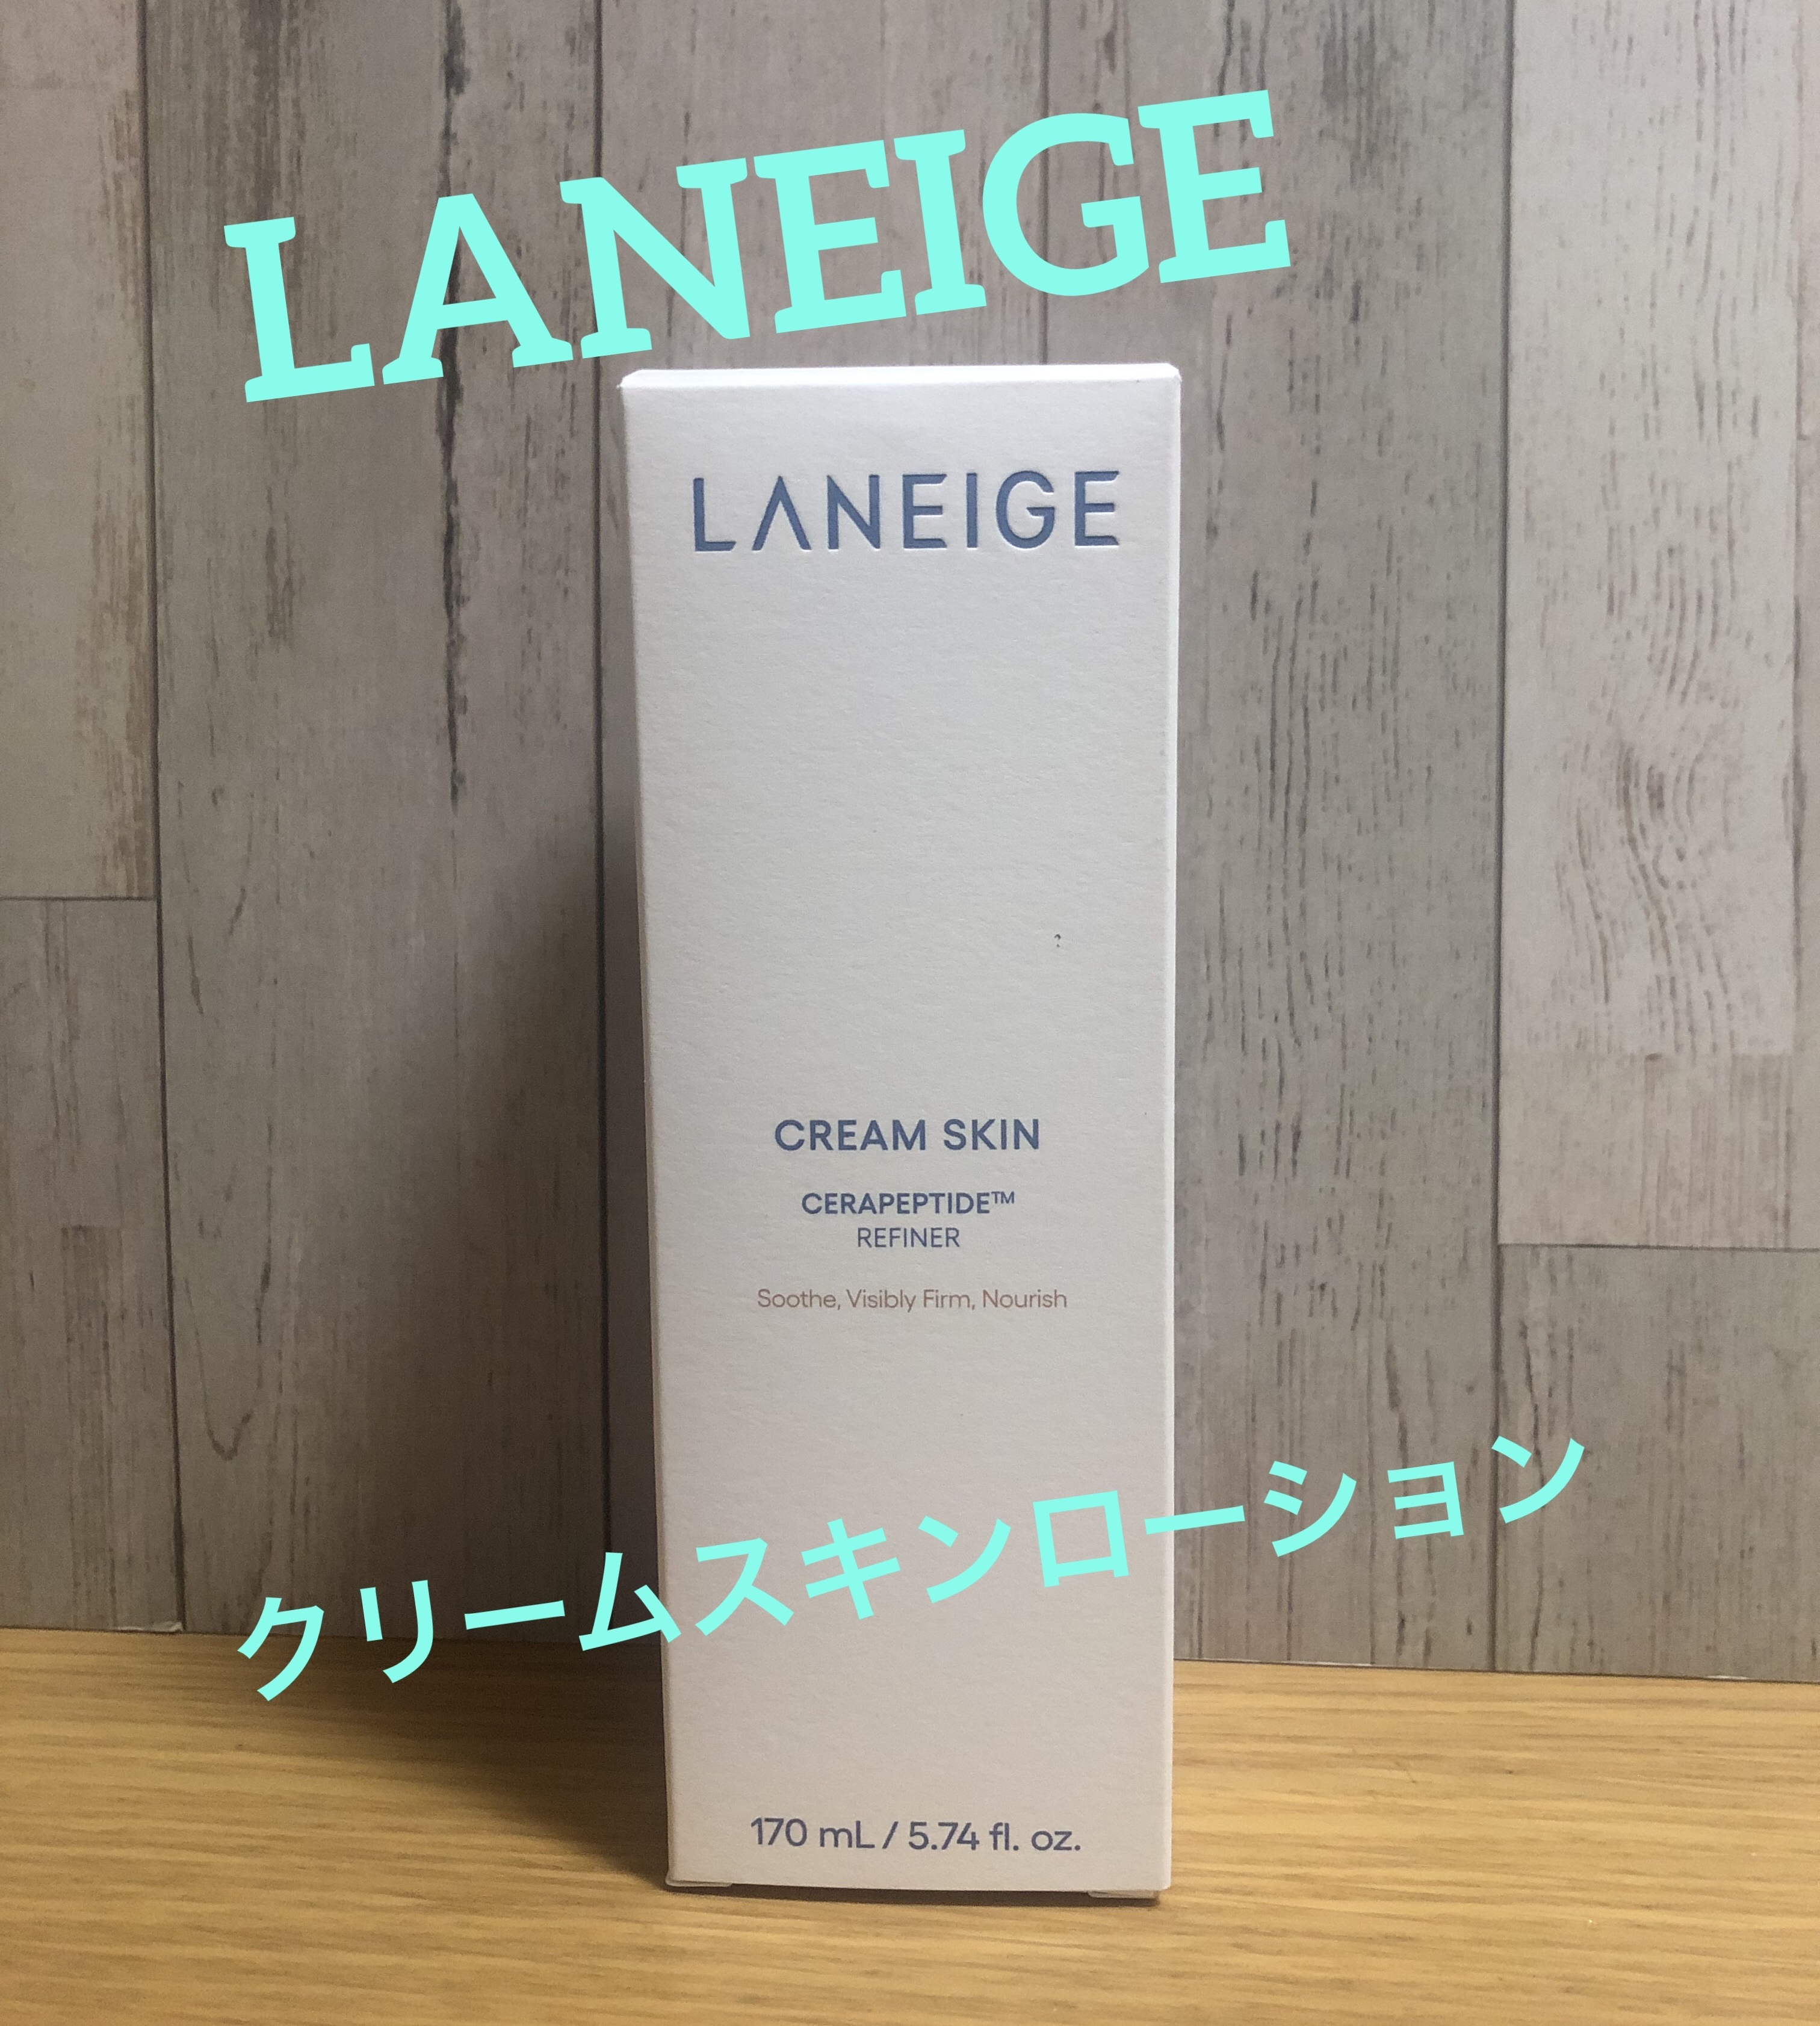 LANEIGE
LANEIGE
CREAM SKIN
CERAPEPTIDE™
REFINER
Soothe, Visibly Firm, Nourish
クリームスキンローション
170 mL / 5.74 fl. oz.